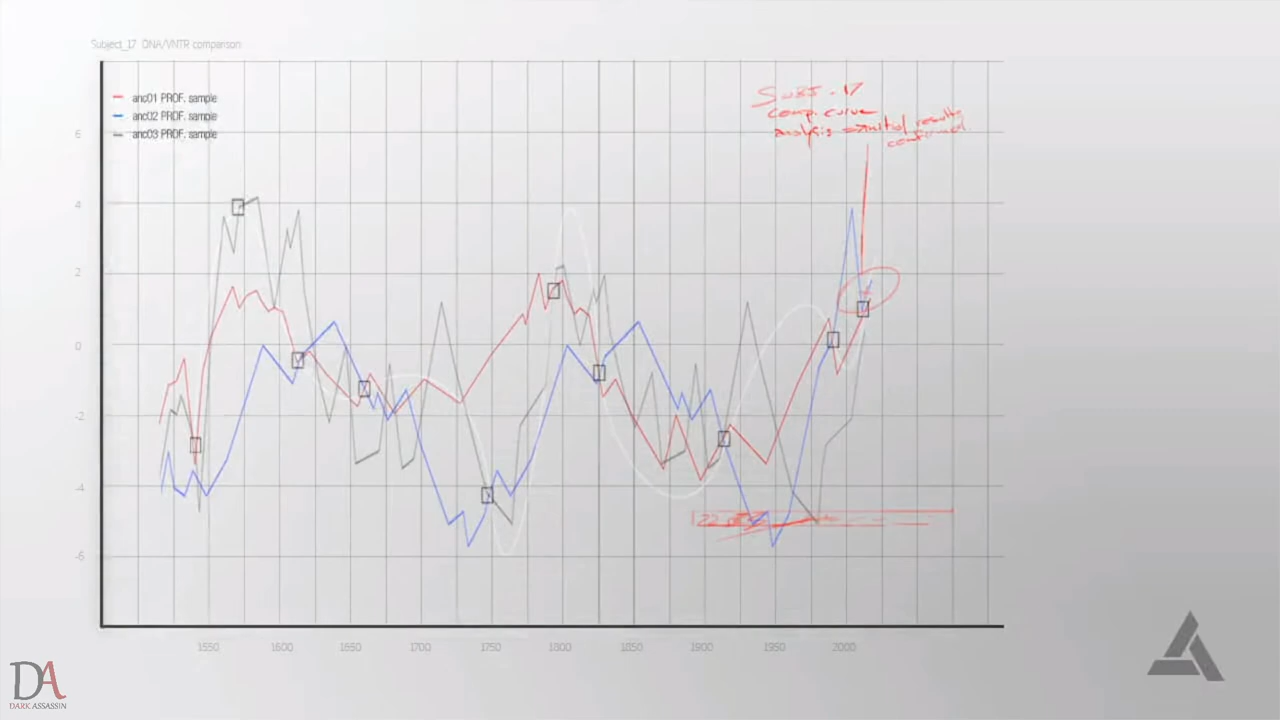 Subject_17 DNA/VNTR comparison
anc01 PROF. sample
anc02 PROF. sample
anc03 PROF. sample
SUBJ. 17
comp. curve
analysis results
confirmed
6
4
2
0
-2
-4
-6
1550 1600 1650 1700 1750 1800 1850 1900 1950 2000
DA
DARK ASSASSIN